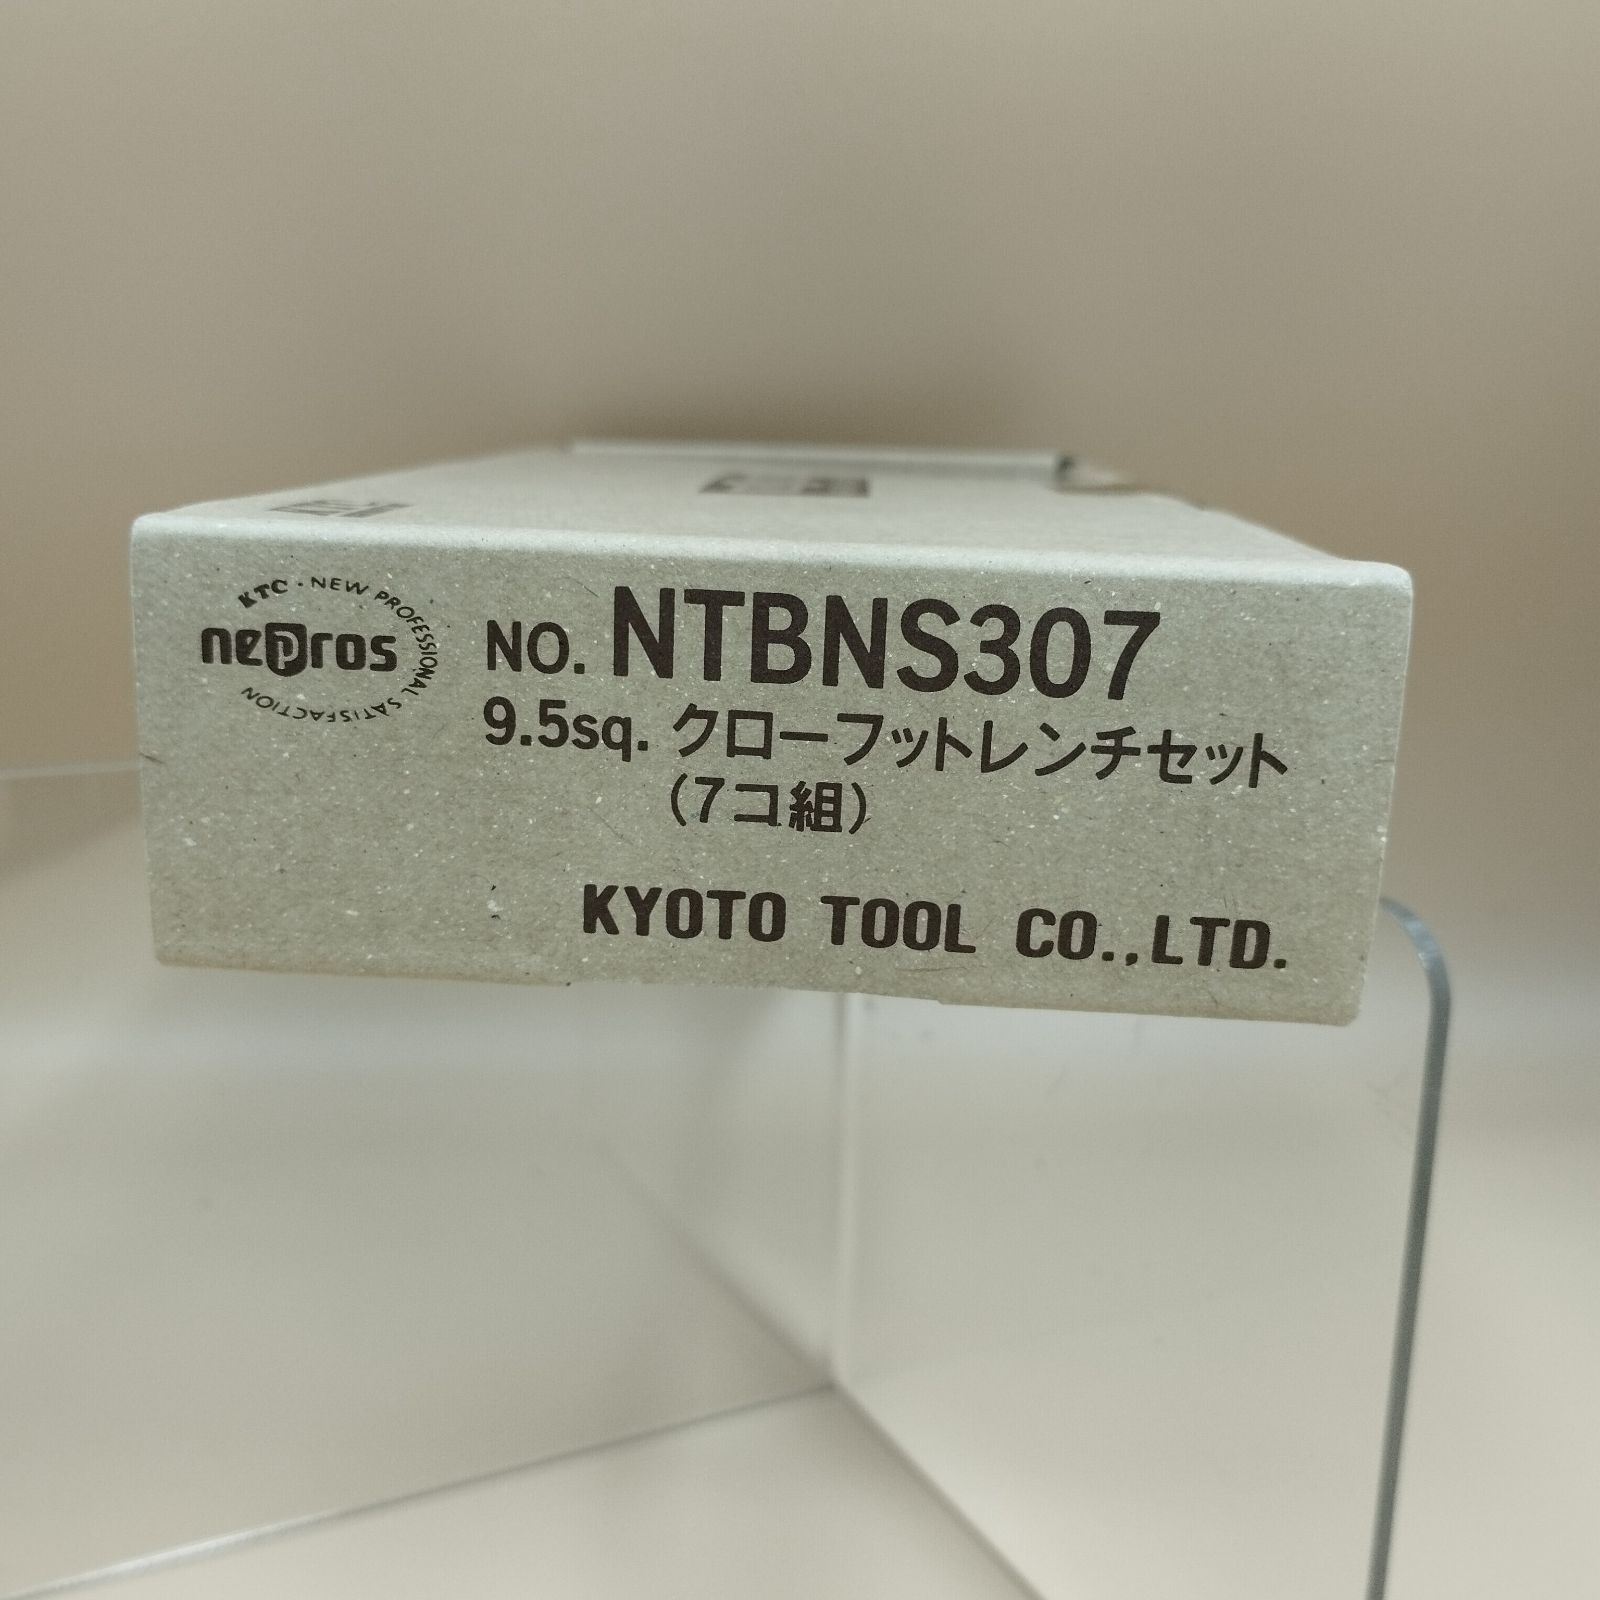 KTC・NEW PROFESSIONAL SATISFACTION
nepros
NO. NTBNS307
9.5sq. クローフットレンチセット
(7コ組)
KYOTO TOOL CO.,LTD.